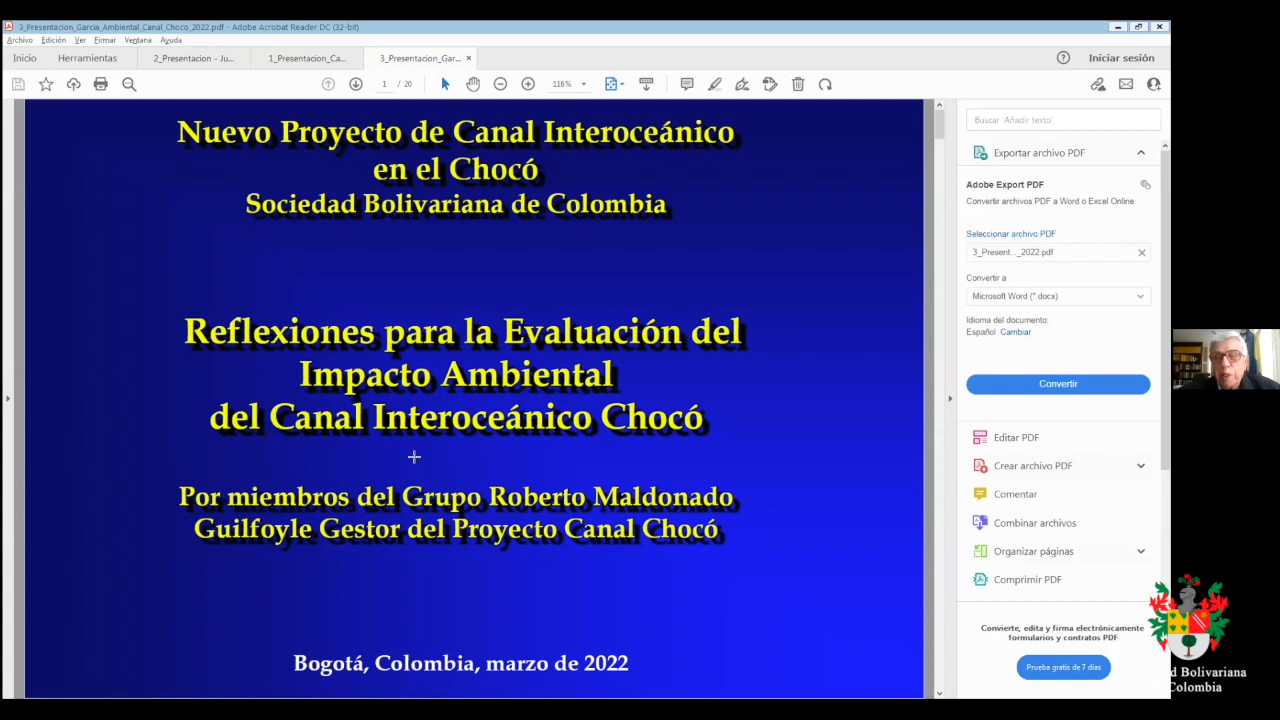 3_Presentacion_Garcia_Ambiental_Canal_Choco_2022.pdf - Adobe Acrobat Reader DC (32-bit)
Archivo Edición Ver Firmar Ventana Ayuda
Inicio Herramientas 2_Presentacion - Ju... 1_Presentacion_Ca... 3_Presentacion_Gar... × Iniciar sesión
1 / 20 116%
Nuevo Proyecto de Canal Interoceánico
en el Chocó
Sociedad Bolivariana de Colombia
Reflexiones para la Evaluación del
Impacto Ambiental
del Canal Interoceánico Chocó
Por miembros del Grupo Roberto Maldonado
Guilfoyle Gestor del Proyecto Canal Chocó
Bogotá, Colombia, marzo de 2022
Buscar 'Añadir texto'
Exportar archivo PDF
Adobe Export PDF
Convertir archivos PDF a Word o Excel Online
Seleccionar archivo PDF
3_Present..._2022.pdf
Convertir a
Microsoft Word (*.docx)
Idioma del documento:
Español Cambiar
Convertir
Editar PDF
Crear archivo PDF
Comentar
Combinar archivos
Organizar páginas
Comprimir PDF
Convierte, edita y firma electrónicamente
formularios y contratos PDF
Prueba gratis de 7 días
d Bolivariana
Colombia